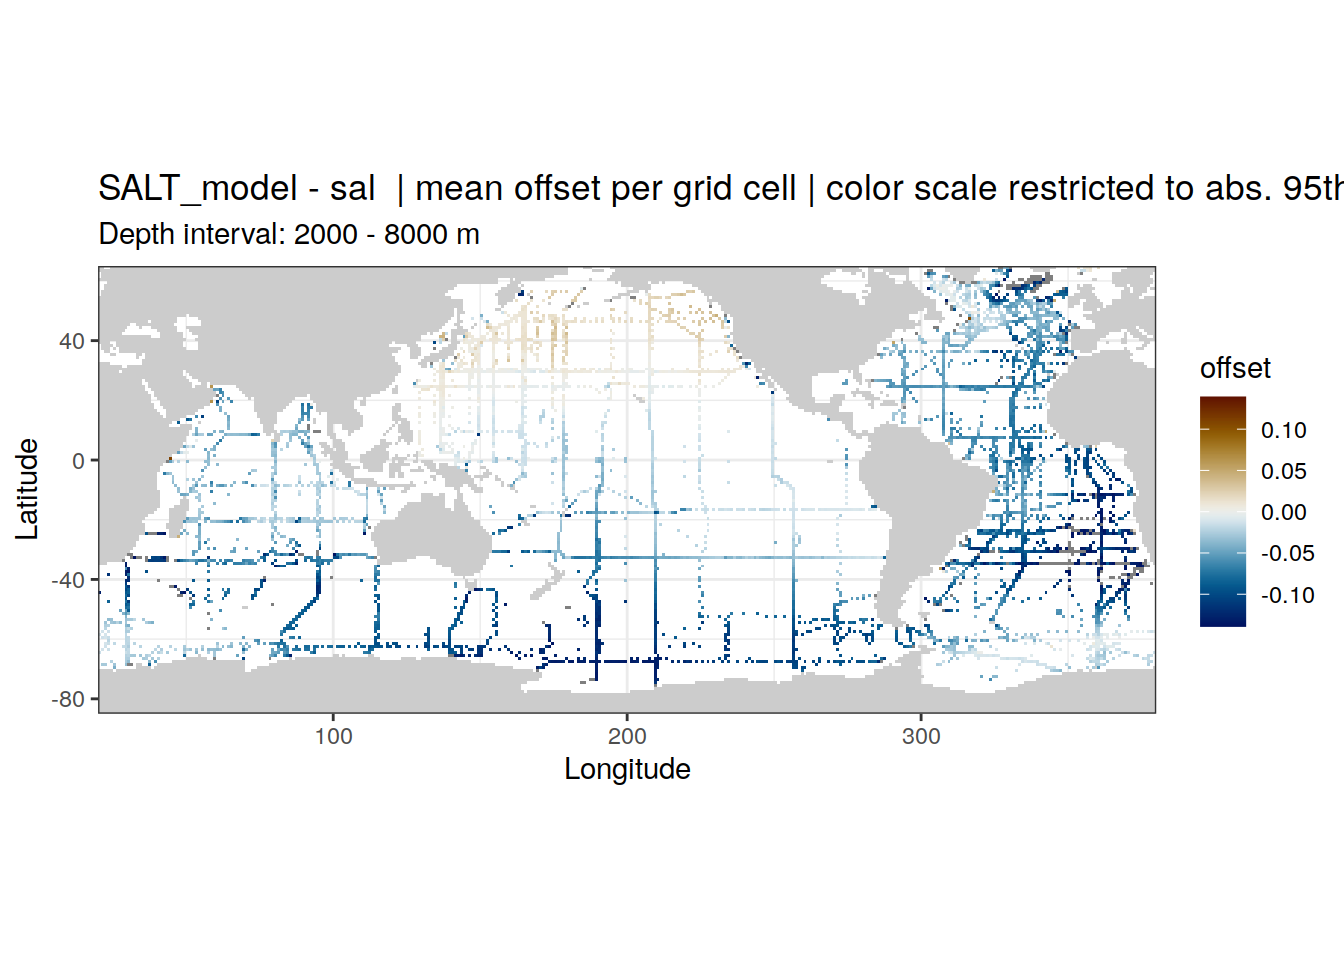 SALT_model - sal  | mean offset per grid cell | color scale restricted to abs. 95th
Depth interval: 2000 - 8000 m
offset
0.10
0.05
0.00
-0.05
-0.10
Latitude
40
0
-40
-80
100
200
300
Longitude